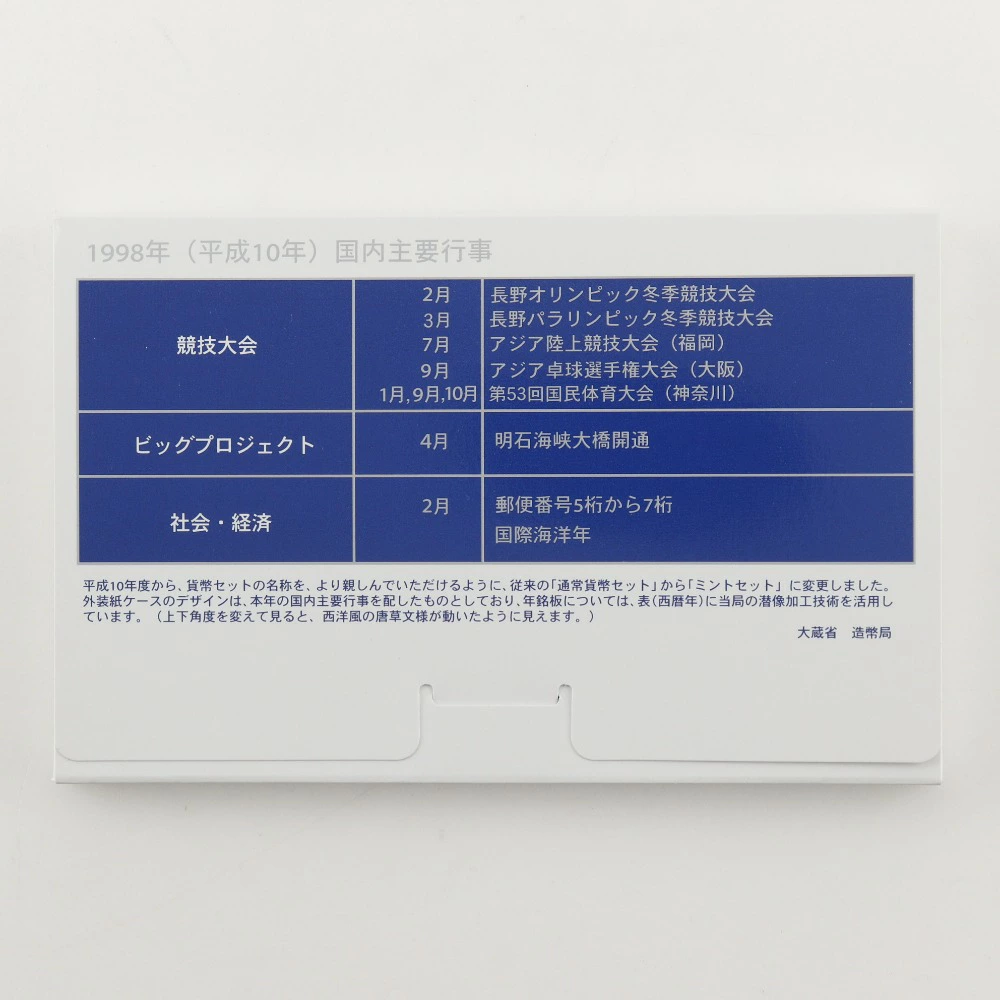 1998年（平成10年）国内主要行事
競技大会
2月 長野オリンピック冬季競技大会
3月 長野パラリンピック冬季競技大会
7月 アジア陸上競技大会（福岡）
9月 アジア卓球選手権大会（大阪）
1月,9月,10月 第53回国民体育大会（神奈川）
ビッグプロジェクト 4月 明石海峡大橋開通
社会・経済
2月 郵便番号5桁から7桁
国際海洋年
平成10年度から、貨幣セットの名称を、より親しんでいただけるように、従来の「通常貨幣セット」から「ミントセット」に変更しました。
外装紙ケースのデザインは、本年の国内主要行事を配したものとしており、年銘板については、表（西暦年）に当局の潜像加工技術を活用し
ています。（上下角度を変えて見ると、西洋風の唐草文様が動いたように見えます。）
大蔵省　造幣局